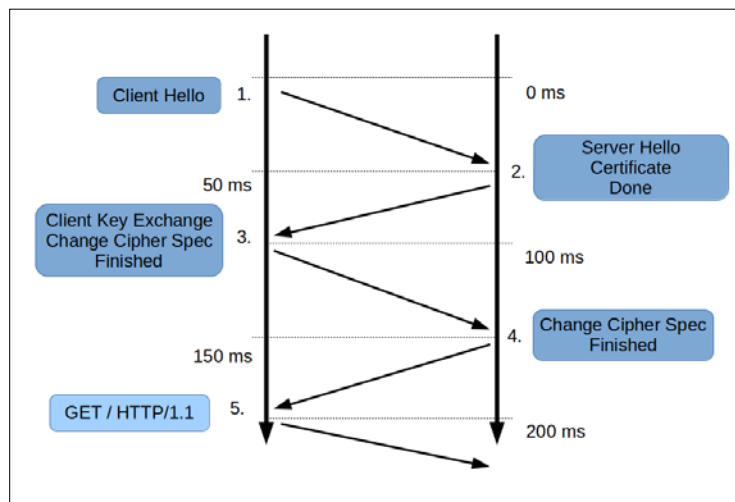 Client Hello
1.
0 ms
2.
Server Hello
Certificate
Done
50 ms
Client Key Exchange
Change Cipher Spec
Finished
3.
100 ms
4.
Change Cipher Spec
Finished
150 ms
GET / HTTP/1.1
5.
200 ms